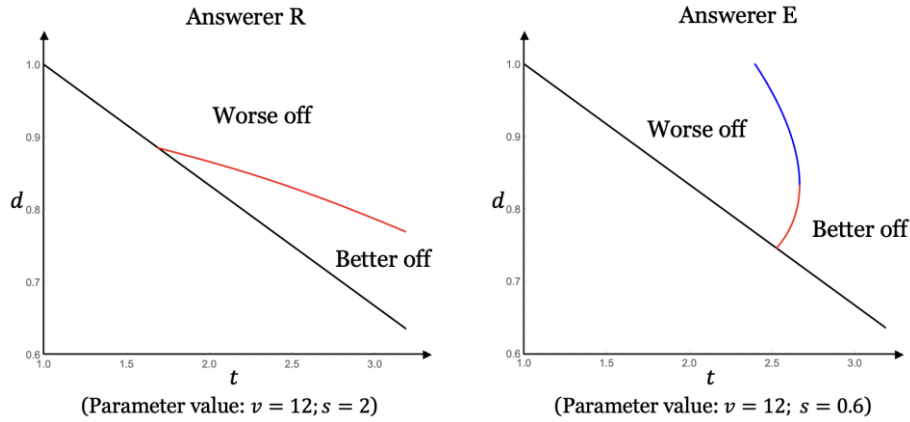 Answerer R
1.0
0.9
0.8
0.7
0.6
d
Worse off
Better off
1.0 1.5 2.0 2.5 3.0
t
(Parameter value: v = 12; s = 2)
Answerer E
1.0
0.9
0.8
0.7
0.6
d
Worse off
Better off
1.0 1.5 2.0 2.5 3.0
t
(Parameter value: v = 12; s = 0.6)